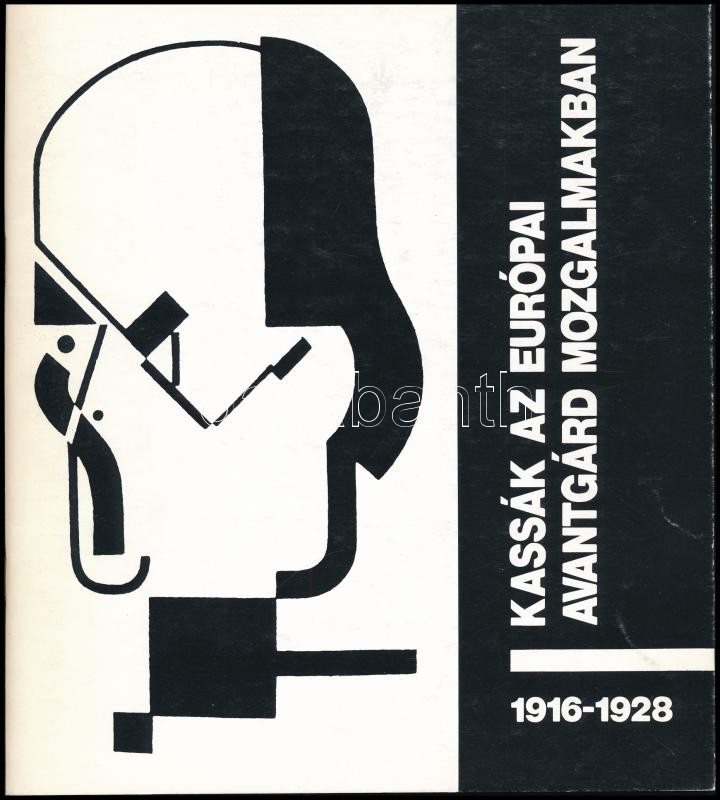 KASSÁK AZ EURÓPAI
AVANTGÁRD MOZGALMAKBAN
1916-1928